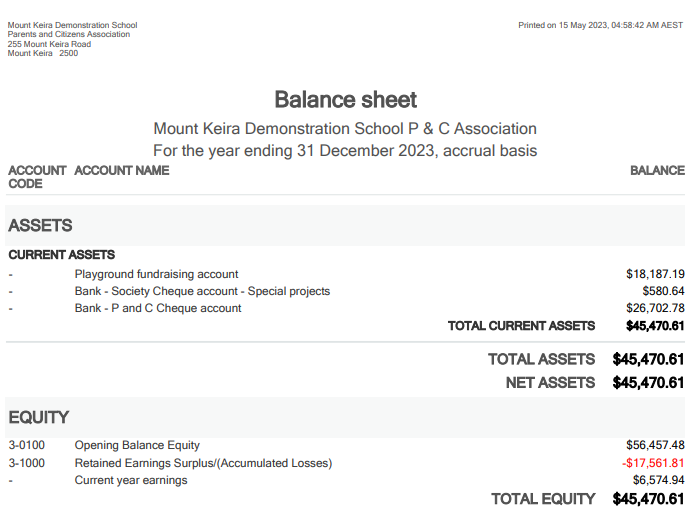 Mount Keira Demonstration School
Parents and Citizens Association
255 Mount Keira Road
Mount Keira 2500
Printed on 15 May 2023, 04:58:42 AM AEST
Balance sheet
Mount Keira Demonstration School P & C Association
For the year ending 31 December 2023, accrual basis
ACCOUNT CODE ACCOUNT NAME BALANCE
ASSETS
CURRENT ASSETS
- Playground fundraising account $18,187.19
- Bank - Society Cheque account - Special projects $580.64
- Bank - P and C Cheque account $26,702.78
TOTAL CURRENT ASSETS $45,470.61
TOTAL ASSETS $45,470.61
NET ASSETS $45,470.61
EQUITY
3-0100 Opening Balance Equity $56,457.48
3-1000 Retained Earnings Surplus/(Accumulated Losses) -$17,561.81
- Current year earnings $6,574.94
TOTAL EQUITY $45,470.61